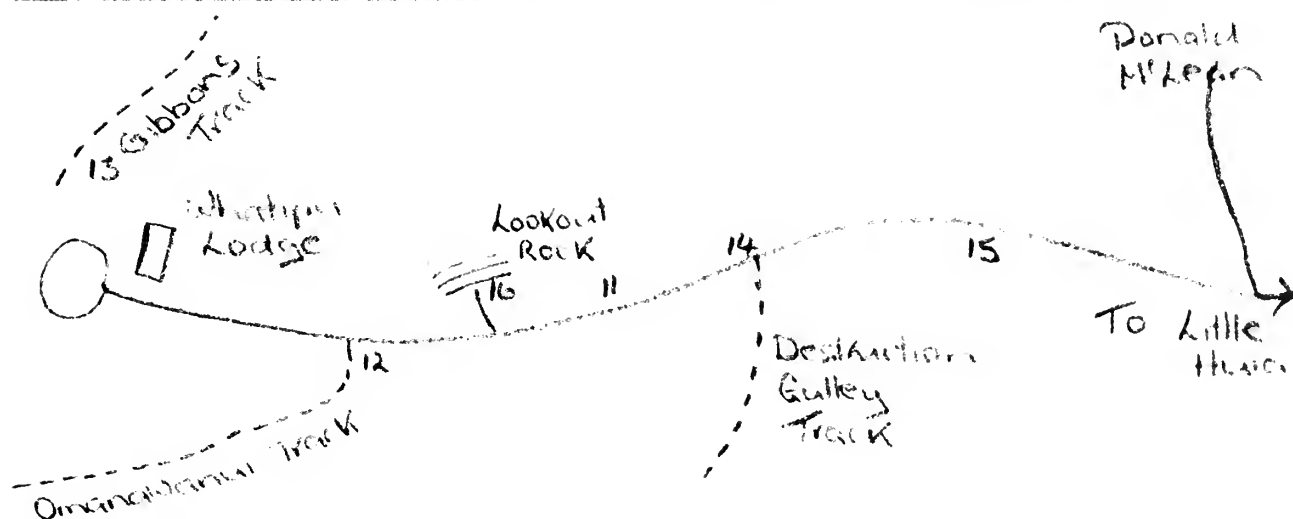 Donald
McLean
13 Gibbons
Track
Lodge
Lookout
Rock
16
11
14
15
12
To Little
Destruction
Gulley
Track
Track